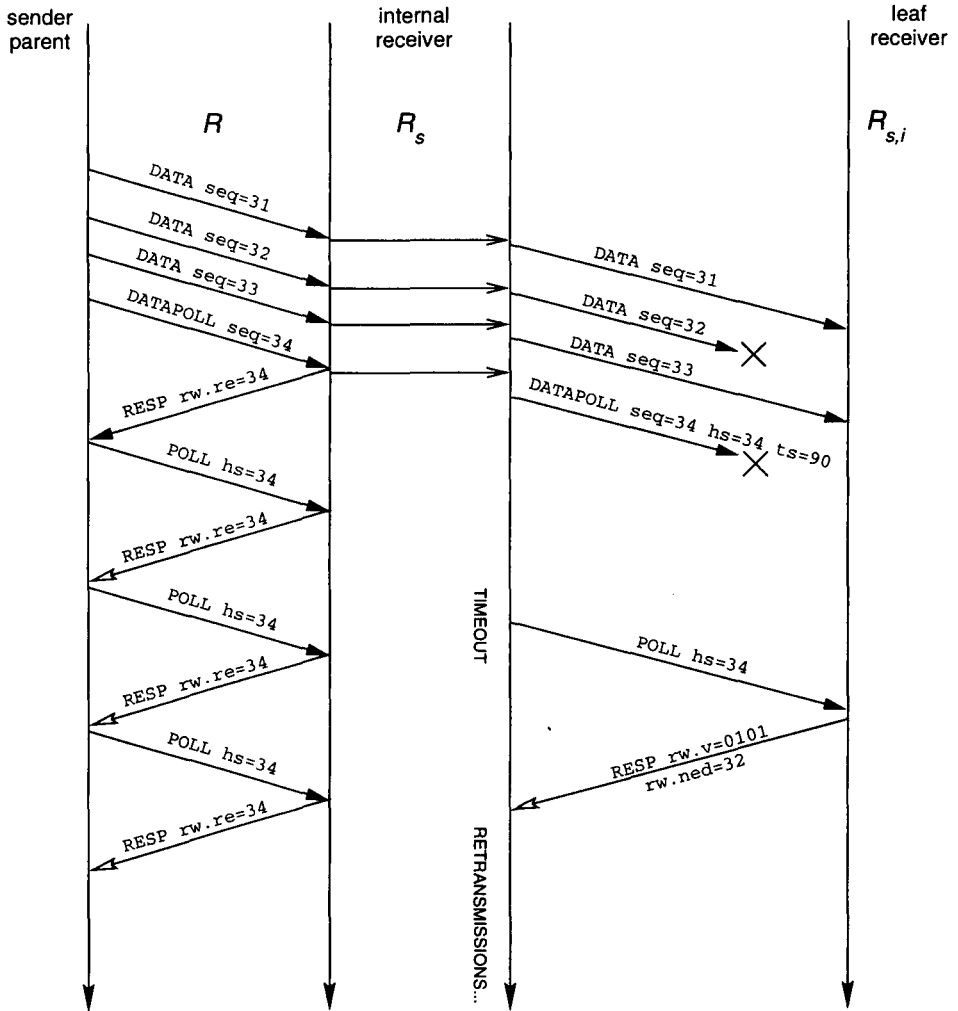 sender
parent
internal
receiver
leaf
receiver
R
Rs
Rs,i
DATA seq=31
DATA seq=32
DATA seq=33
DATAPOLL seq=34
RESP rw.re=34
POLL hs=34
RESP rw.re=34
POLL hs=34
RESP rw.re=34
POLL hs=34
RESP rw.re=34
DATA seq=31
DATA seq=32
DATA seq=33
DATAPOLL seq=34 hs=34 ts=90
TIMEOUT
POLL hs=34
RESP rw.v=0101
rw.ned=32
RETRANSMISSIONS...